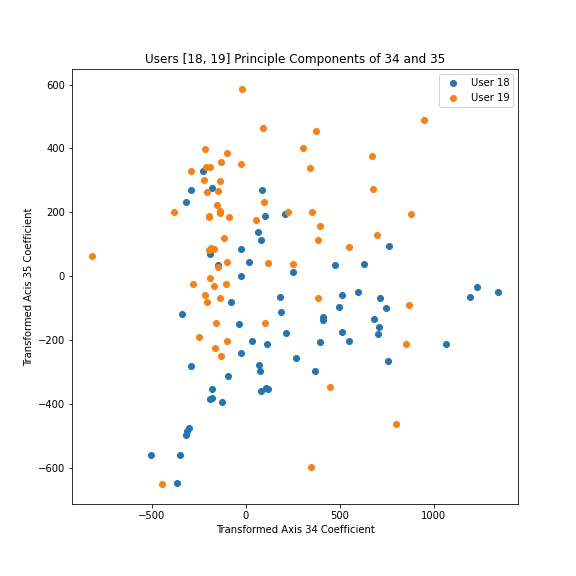 Users [18, 19] Principle Components of 34 and 35
User 18
User 19
600
400
200
0
−200
−400
−600
Transformed Acis 35 Coefficient
−500
0
500
1000
Transformed Axis 34 Coefficient